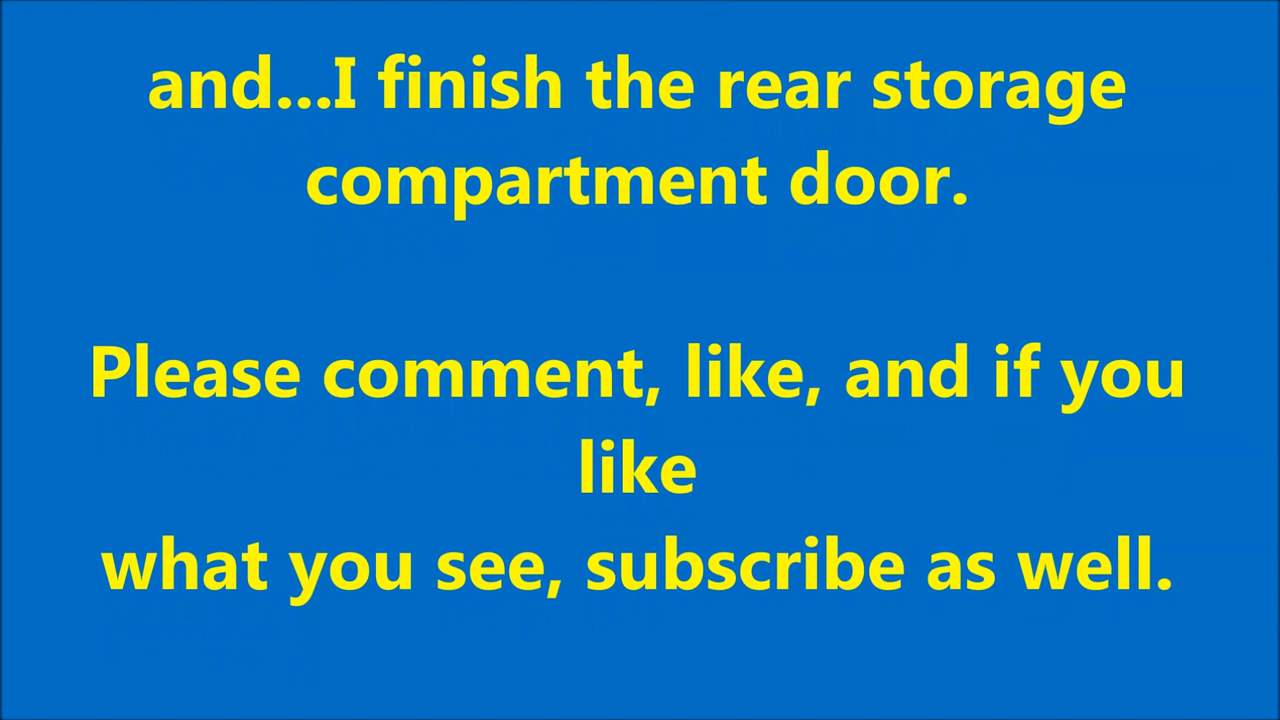 and...I finish the rear storage
compartment door.
Please comment, like, and if you
like
what you see, subscribe as well.